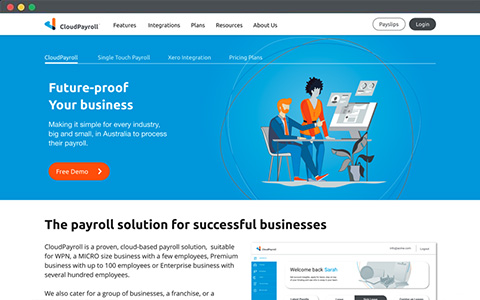 CloudPayroll Features Integrations Plans Resources About Us Payslips Login
CloudPayroll Single Touch Payroll Xero Integration Pricing Plans
Future-proof
Your business
Making it simple for every industry,
big and small, in Australia to process
their payroll.
Free Demo
The payroll solution for successful businesses
CloudPayroll is a proven, cloud-based payroll solution, suitable
for WPN, a MICRO size business with a few employees, Premium
business with up to 100 employees or Enterprise business with
several hundred employees.
We also cater for a group of businesses, a franchise, or a
CloudPayroll
Welcome back Sarah